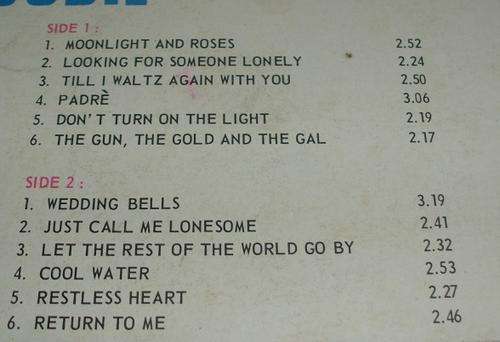 SIDE 1:
1. MOONLIGHT AND ROSES 2.52
2. LOOKING FOR SOMEONE LONELY 2.24
3. TILL I WALTZ AGAIN WITH YOU 2.50
4. PADRÈ 3.06
5. DON'T TURN ON THE LIGHT 2.19
6. THE GUN, THE GOLD AND THE GAL 2.17
SIDE 2:
1. WEDDING BELLS 3.19
2. JUST CALL ME LONESOME 2.41
3. LET THE REST OF THE WORLD GO BY 2.32
4. COOL WATER 2.53
5. RESTLESS HEART 2.27
6. RETURN TO ME 2.46